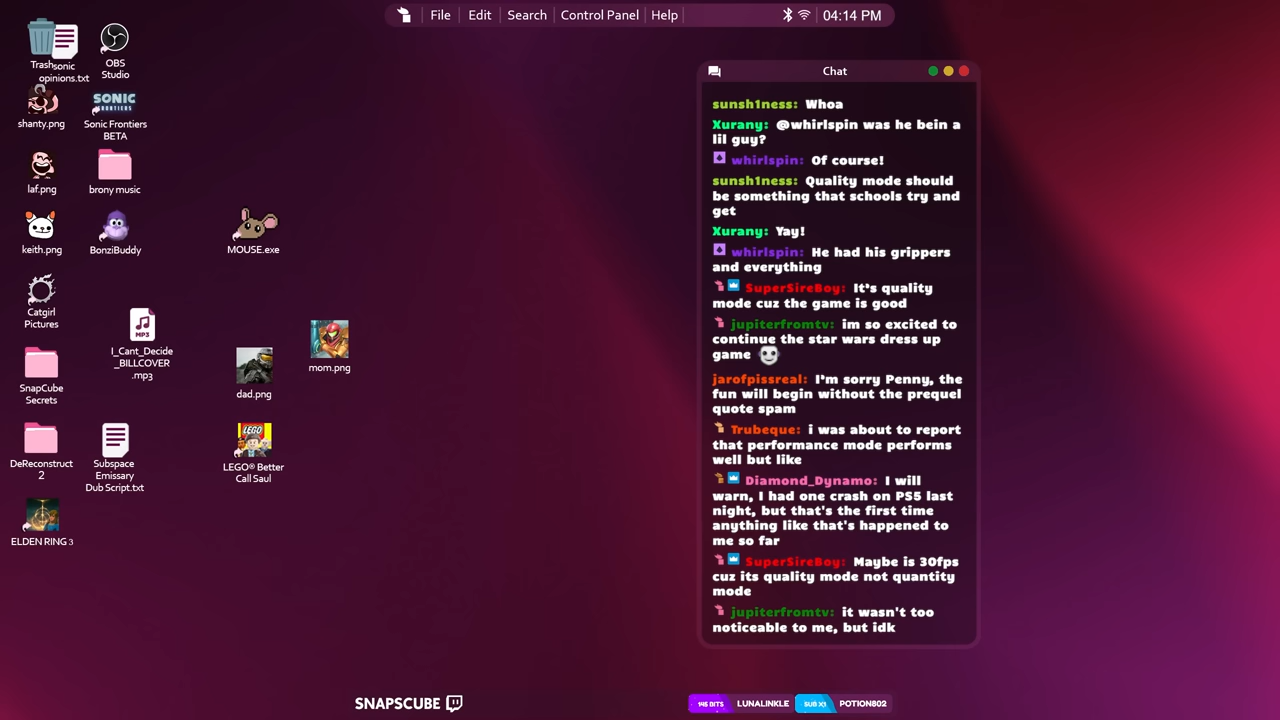 File
Edit
Search
Control Panel
Help
04:14 PM
Trash
sonic
opinions.txt
OBS
Studio
shanty.png
SONIC
FRONTIERS
Sonic Frontiers
BETA
laf.png
brony music
keith.png
BonziBuddy
MOUSE.exe
Catgirl
Pictures
MP3
I_Cant_Decide
_BILLCOVER
.mp3
mom.png
dad.png
SnapCube
Secrets
DeReconstruct
2
Subspace
Emissary
Dub Script.txt
LEGO
LEGO® Better
Call Saul
ELDEN RING 3
Chat
sunsh1ness: Whoa
Xurany: @whirlspin was he bein a
lil guy?
whirlspin: Of course!
sunsh1ness: Quality mode should
be something that schools try and
get
Xurany: Yay!
whirlspin: He had his grippers
and everything
SuperSireBoy: It's quality
mode cuz the game is good
jupiterfromtv: im so excited to
continue the star wars dress up
game
jarofpissreal: I'm sorry Penny, the
fun will begin without the prequel
quote spam
Trubeque: i was about to report
that performance mode performs
well but like
Diamond_Dynamo: I will
warn, I had one crash on PS5 last
night, but that's the first time
anything like that's happened to
me so far
SuperSireBoy: Maybe is 30fps
cuz its quality mode not quantity
mode
jupiterfromtv: it wasn't too
noticeable to me, but idk
SNAPSCUBE
145 BITS
LUNALINKLE
SUB X3
POTION802